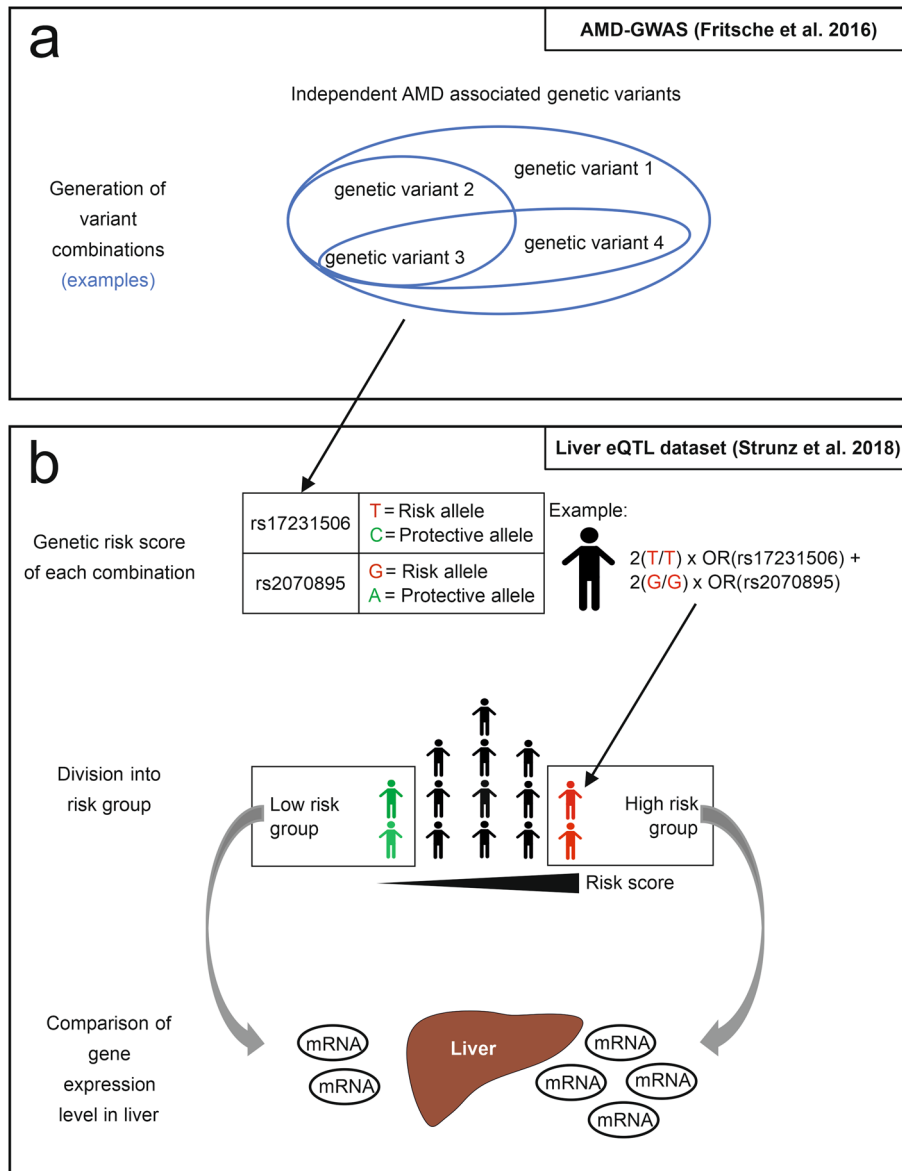 a
AMD-GWAS (Fritsche et al. 2016)
Independent AMD associated genetic variants
Generation of
variant
combinations
(examples)
genetic variant 1
genetic variant 2
genetic variant 3
genetic variant 4
b
Liver eQTL dataset (Strunz et al. 2018)
Genetic risk score
of each combination
rs17231506
T = Risk allele
C = Protective allele
rs2070895
G = Risk allele
A = Protective allele
Example:
2(T/T) x OR(rs17231506) +
2(G/G) x OR(rs2070895)
Division into
risk group
Low risk
group
High risk
group
Risk score
Comparison of
gene
expression
level in liver
mRNA
mRNA
Liver
mRNA
mRNA
mRNA
mRNA